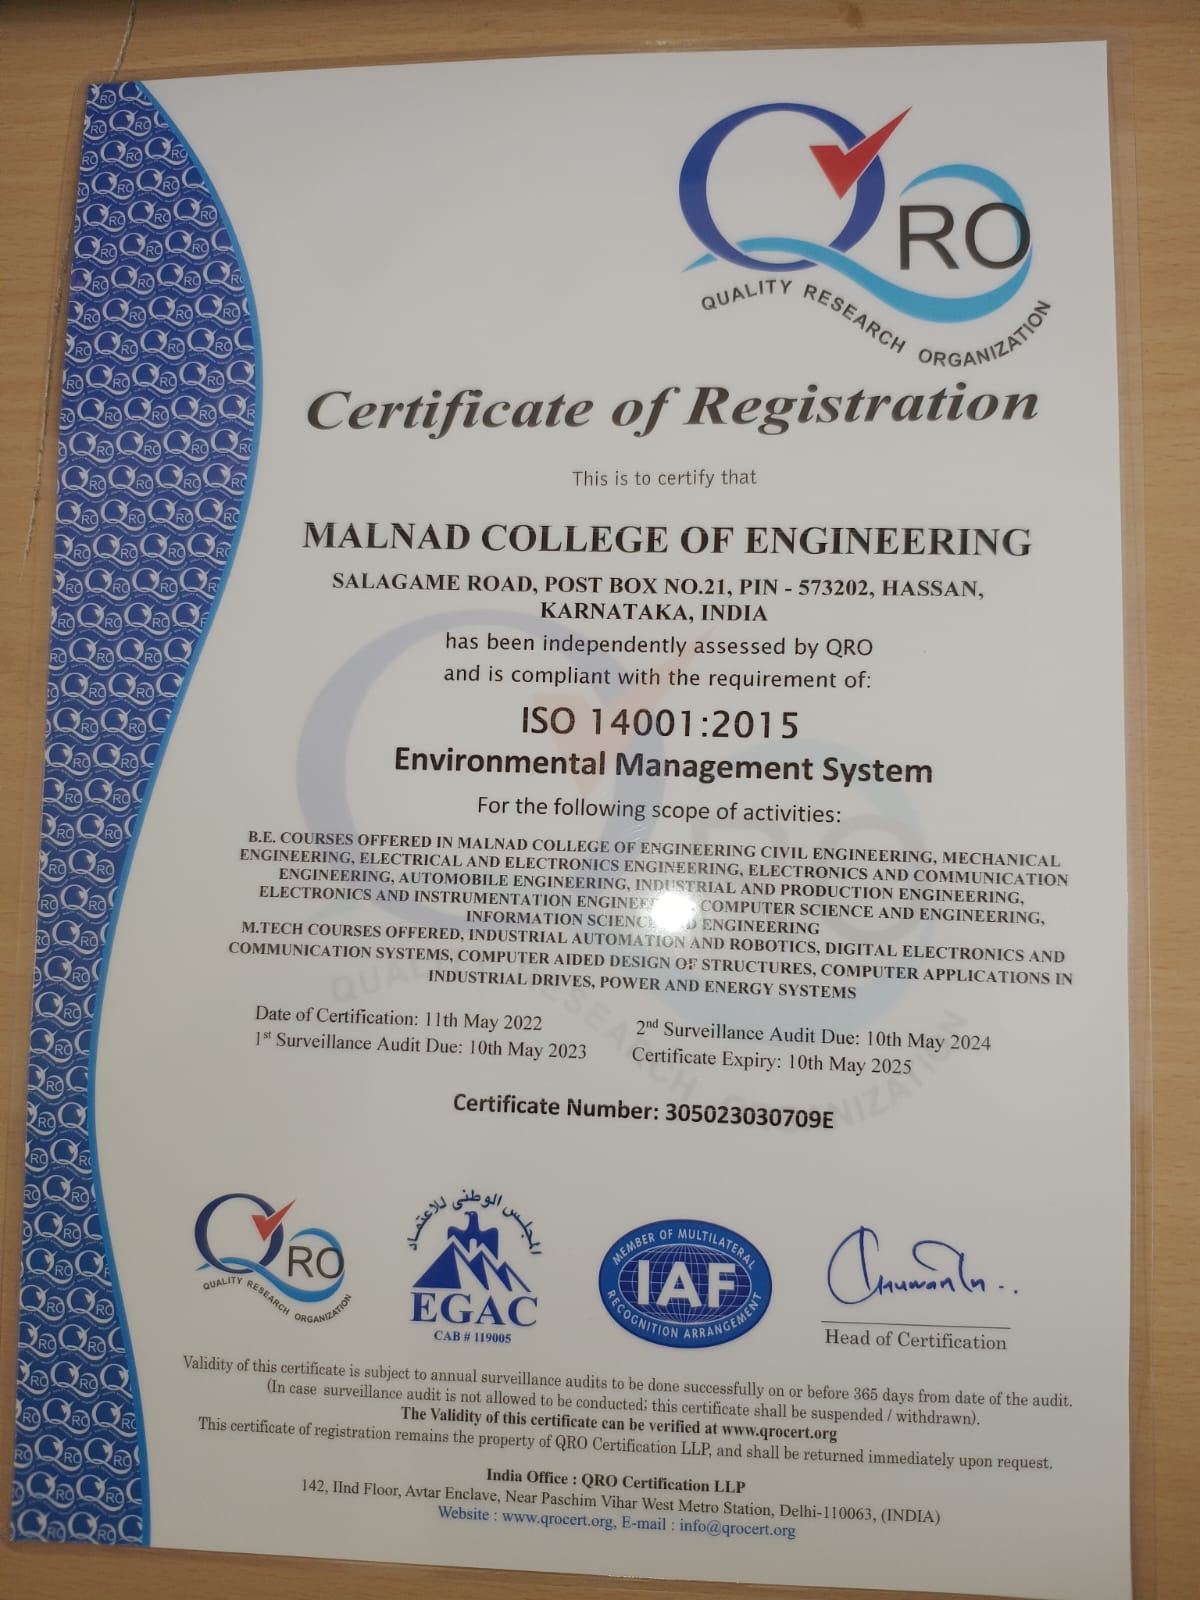 QRO
QUALITY RESEARCH ORGANIZATION
Certificate of Registration
This is to certify that
MALNAD COLLEGE OF ENGINEERING
SALAGAME ROAD, POST BOX NO.21, PIN - 573202, HASSAN,
KARNATAKA, INDIA
has been independently assessed by QRO
and is compliant with the requirement of:
ISO 14001:2015
Environmental Management System
For the following scope of activities:
B.E. COURSES OFFERED IN MALNAD COLLEGE OF ENGINEERING CIVIL ENGINEERING, MECHANICAL
ENGINEERING, ELECTRICAL AND ELECTRONICS ENGINEERING, ELECTRONICS AND COMMUNICATION
ENGINEERING, AUTOMOBILE ENGINEERING, INDUSTRIAL AND PRODUCTION ENGINEERING,
ELECTRONICS AND INSTRUMENTATION COMPUTER SCIENCE AND ENGINEERING,
INFORMATION ENGINEERING
M.TECH COURSES OFFERED, INDUSTRIAL AUTOMATION AND ROBOTICS, DIGITAL ELECTRONICS AND
COMMUNICATION SYSTEMS, COMPUTER AIDED DESIGN OF STRUCTURES, COMPUTER APPLICATIONS IN
INDUSTRIAL DRIVES, POWER AND ENERGY SYSTEMS
Date of Certification: 11th May 2022
1st Surveillance Audit Due: 10th May 2023
2nd Surveillance Audit Due: 10th May 2024
Certificate Expiry: 10th May 2025
Certificate Number: 305023030709E
QRO
QUALITY RESEARCH ORGANIZATION
المجلس الوطني للاعتماد
EGAC
CAB # 119005
MEMBER OF MULTILATERAL
IAF
RECOGNITION ARRANGEMENT
Head of Certification
Validity of this certificate is subject to annual surveillance audits to be done successfully on or before 365 days from date of the audit.
(In case surveillance audit is not allowed to be conducted; this certificate shall be suspended / withdrawn).
The Validity of this certificate can be verified at www.qrocert.org
This certificate of registration remains the property of QRO Certification LLP, and shall be returned immediately upon request.
India Office : QRO Certification LLP
142, IInd Floor, Avtar Enclave, Near Paschim Vihar West Metro Station, Delhi-110063, (INDIA)
Website : www.qrocert.org, E-mail : info@qrocert.org